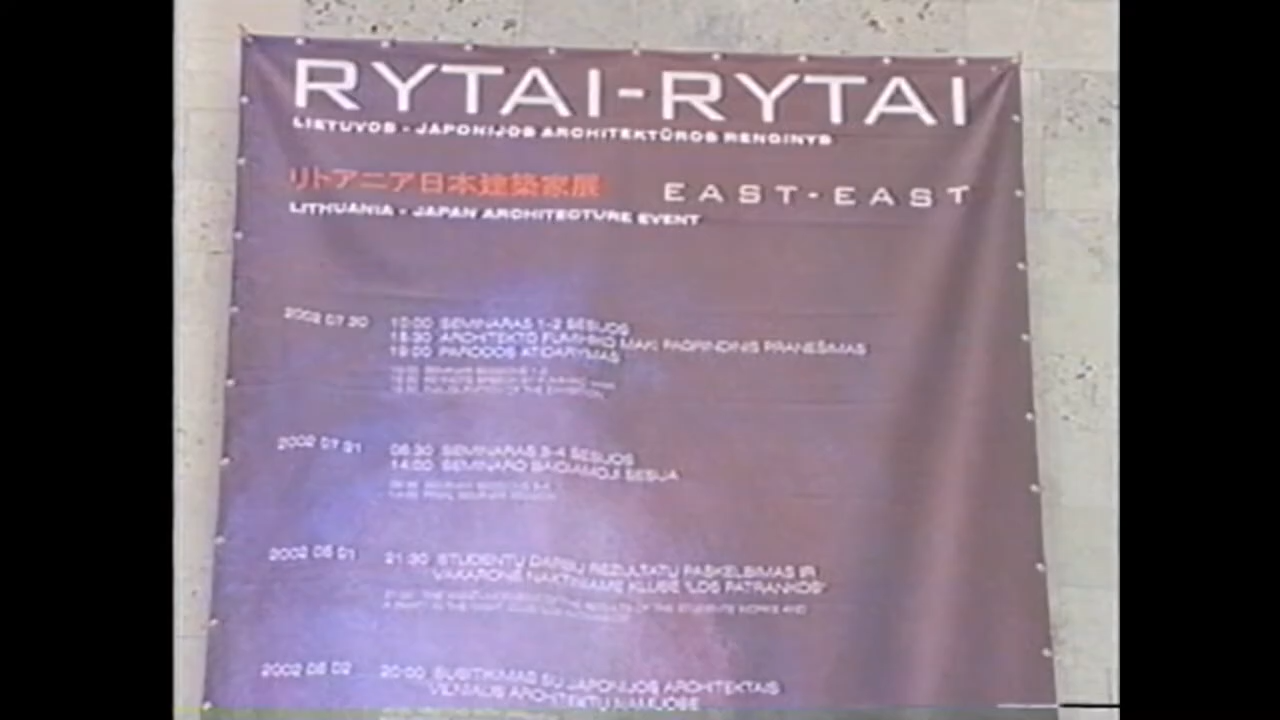 RYTAI-RYTAI
LIETUVOS - JAPONIJOS ARCHITEKTŪROS RENGINYS
リトアニア日本建築家展 EAST-EAST
LITHUANIA - JAPAN ARCHITECTURE EVENT
2002 07 30 10:00 SEMINARAS 1-2 SESIJOS
18:30 ARCHITEKTO FUMIHIKO MAKI PAGRINDINIS PRANEŠIMAS
19:00 PARODOS ATIDARYMAS
2002 07 31 SEMINARAS 3-4 SESIJOS
14:00 SEMINARO BAIGIAMOJI SESIJA
2002 08 01 21:30 STUDENTŲ DARBŲ REZULTATŲ PASKELBIMAS IR
VAKARONĖ NAKTINIAME KLUBE "LOS PATRANKOS"
2002 08 02 20:00 SUSITIKIMAS SU JAPONIJOS ARCHITEKTAIS
VILNIAUS ARCHITEKTŲ NAMUOSE